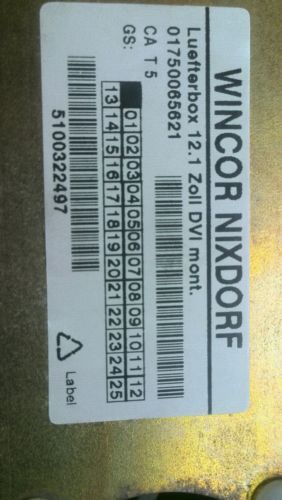 WINCOR NIXDORF
Luefterbox 12.1 Zoll DVI mont.
01750065621
CA T 5
GS:
01 02 03 04 05 06 07 08 09 10 11 12
13 14 15 16 17 18 19 20 21 22 23 24 25
5100322497
Label